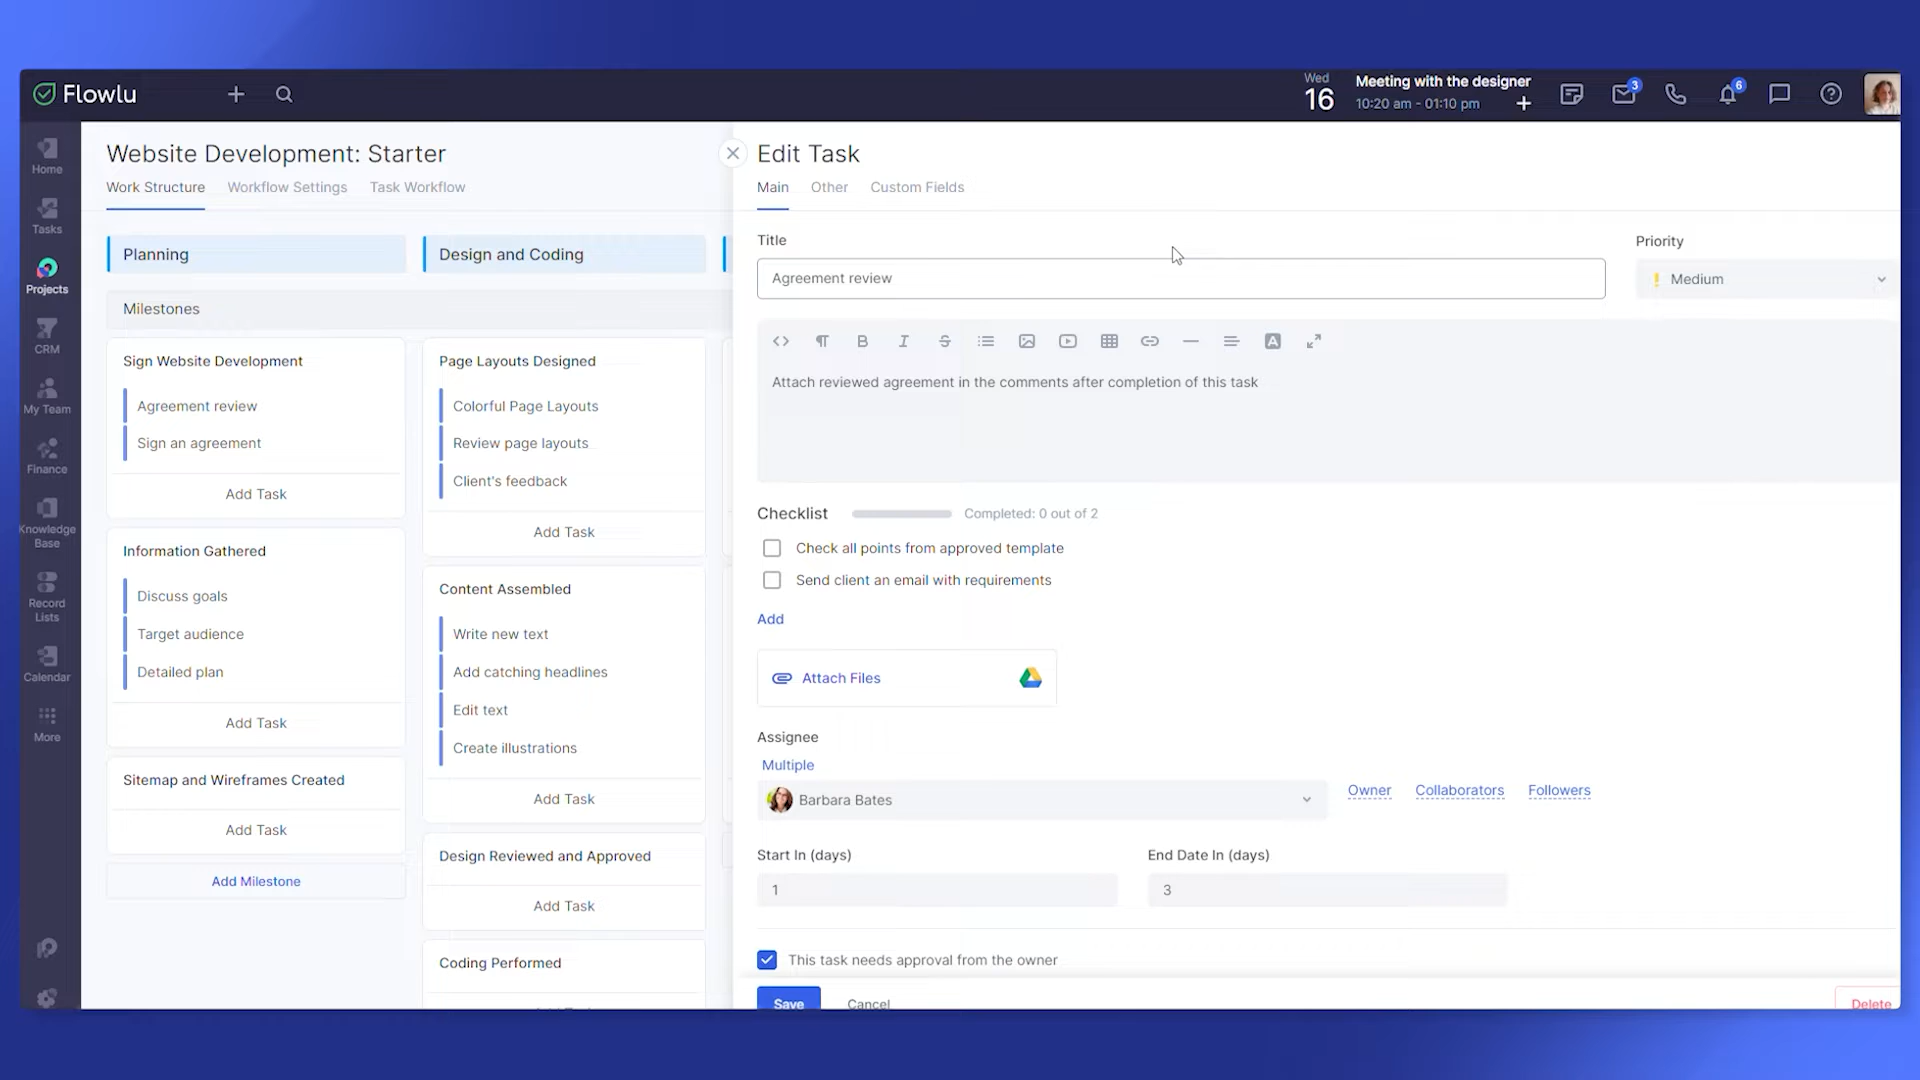 Flowlu
Wed
16
Meeting with the designer
10:20 am - 01:10 pm
3
6
Home
Tasks
Projects
CRM
My Team
Finance
Knowledge
Base
Record
Lists
Calendar
More
Website Development: Starter
Work Structure
Workflow Settings
Task Workflow
Planning
Design and Coding
Milestones
Sign Website Development
Agreement review
Sign an agreement
Add Task
Information Gathered
Discuss goals
Target audience
Detailed plan
Add Task
Sitemap and Wireframes Created
Add Task
Add Milestone
Page Layouts Designed
Colorful Page Layouts
Review page layouts
Client's feedback
Add Task
Content Assembled
Write new text
Add catching headlines
Edit text
Create illustrations
Add Task
Design Reviewed and Approved
Add Task
Coding Performed
Edit Task
Main
Other
Custom Fields
Title
Agreement review
Priority
Medium
Attach reviewed agreement in the comments after completion of this task
Checklist
Completed: 0 out of 2
Check all points from approved template
Send client an email with requirements
Add
Attach Files
Assignee
Multiple
Barbara Bates
Owner
Collaborators
Followers
Start In (days)
1
End Date In (days)
3
This task needs approval from the owner
Save
Cancel
Delete